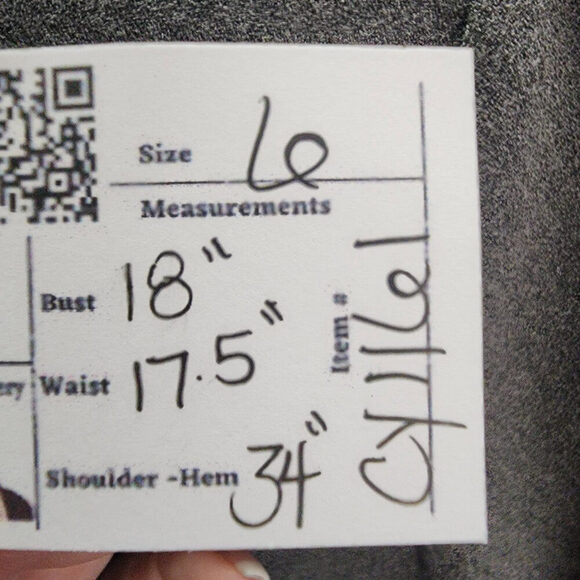 Size 6
Measurements
Bust 18"
Waist 17.5"
Shoulder -Hem 34"
Item # CY1161